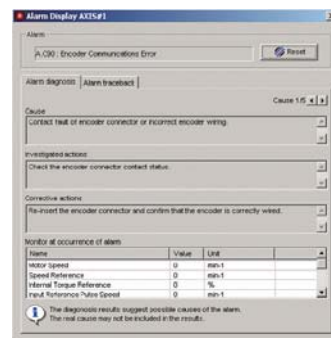 Alarm Display AXIS#1
Alarm
A.C90 : Encoder Communications Error
Reset
Alarm diagnosis
Alarm traceback
Cause 1/5
Cause
Contact fault of encoder connector or incorrect encoder wiring.
Investigated actions
Check the encoder connector contact status.
Corrective actions
Re-insert the encoder connector and confirm that the encoder is correctly wired.
Monitor at occurrence of alarm
Name Value Unit
Motor Speed 0 min-1
Speed Reference 0 min-1
Internal Torque Reference 0 %
Input Reference Pulse Speed 0 min-1
The diagnosis results suggest possible causes of the alarm.
The real cause may not be included in the results.